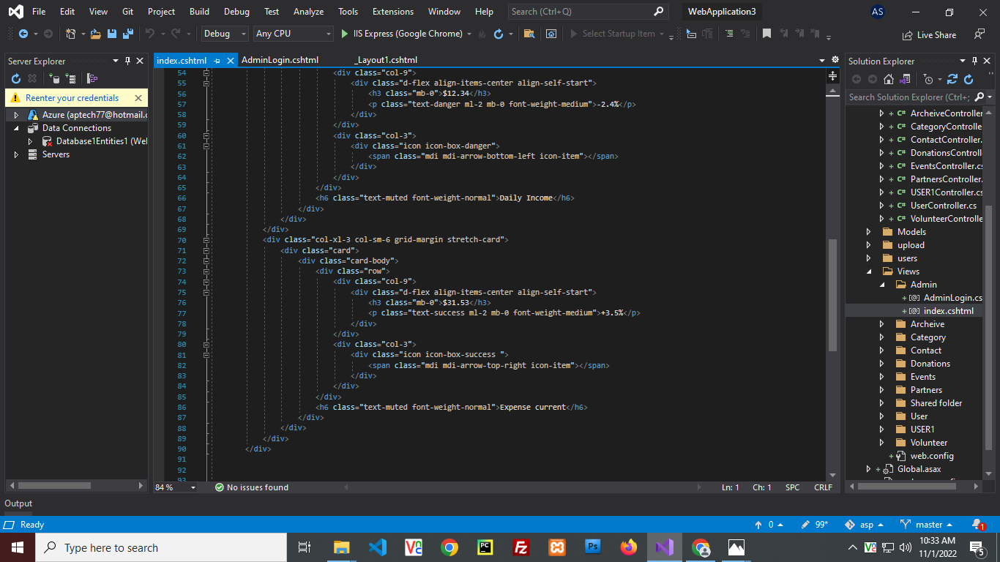 File Edit View Git Project Build Debug Test Analyze Tools Extensions Window Help Search (Ctrl+Q) WebApplication3 AS
Debug Any CPU IIS Express (Google Chrome) Select Startup Item Live Share
Server Explorer
Reenter your credentials
Azure (aptech77@hotmail.c
Data Connections
Database1Entities1 (Wel
Servers
index.cshtml AdminLogin.cshtml _Layout1.cshtml
54 <div class="col-9">
55 <div class="d-flex align-items-center align-self-start">
56 <h3 class="mb-0">$12.34</h3>
57 <p class="text-danger ml-2 mb-0 font-weight-medium">-2.4%</p>
58 </div>
59 </div>
60 <div class="col-3">
61 <div class="icon icon-box-danger">
62 <span class="mdi mdi-arrow-bottom-left icon-item"></span>
63 </div>
64 </div>
65 </div>
66 <h6 class="text-muted font-weight-normal">Daily Income</h6>
67 </div>
68 </div>
69 </div>
70 <div class="col-xl-3 col-sm-6 grid-margin stretch-card">
71 <div class="card">
72 <div class="card-body">
73 <div class="row">
74 <div class="col-9">
75 <div class="d-flex align-items-center align-self-start">
76 <h3 class="mb-0">$31.53</h3>
77 <p class="text-success ml-2 mb-0 font-weight-medium">+3.5%</p>
78 </div>
79 </div>
80 <div class="col-3">
81 <div class="icon icon-box-success ">
82 <span class="mdi mdi-arrow-top-right icon-item"></span>
83 </div>
84 </div>
85 </div>
86 <h6 class="text-muted font-weight-normal">Expense current</h6>
87 </div>
88 </div>
89 </div>
90 </div>
91
92
93
84 % No issues found Ln: 1 Ch: 1 SPC CRLF
Solution Explorer
Search Solution Explorer (Ctrl+;
C# ArcheiveController
C# CategoryControlle
C# ContactController.
C# DonationsControll
C# EventsController.cs
C# PartnersController.
C# USER1Controller.cs
C# UserController.cs
C# VolunteerControlle
Models
upload
users
Views
Admin
AdminLogin.cs
index.cshtml
Archeive
Category
Contact
Donations
Events
Partners
Shared folder
User
USER1
Volunteer
web.config
Global.asax
Output
Ready 0 99* asp master 1
Type here to search
PC Fz Ps
10:33 AM
11/1/2022
5